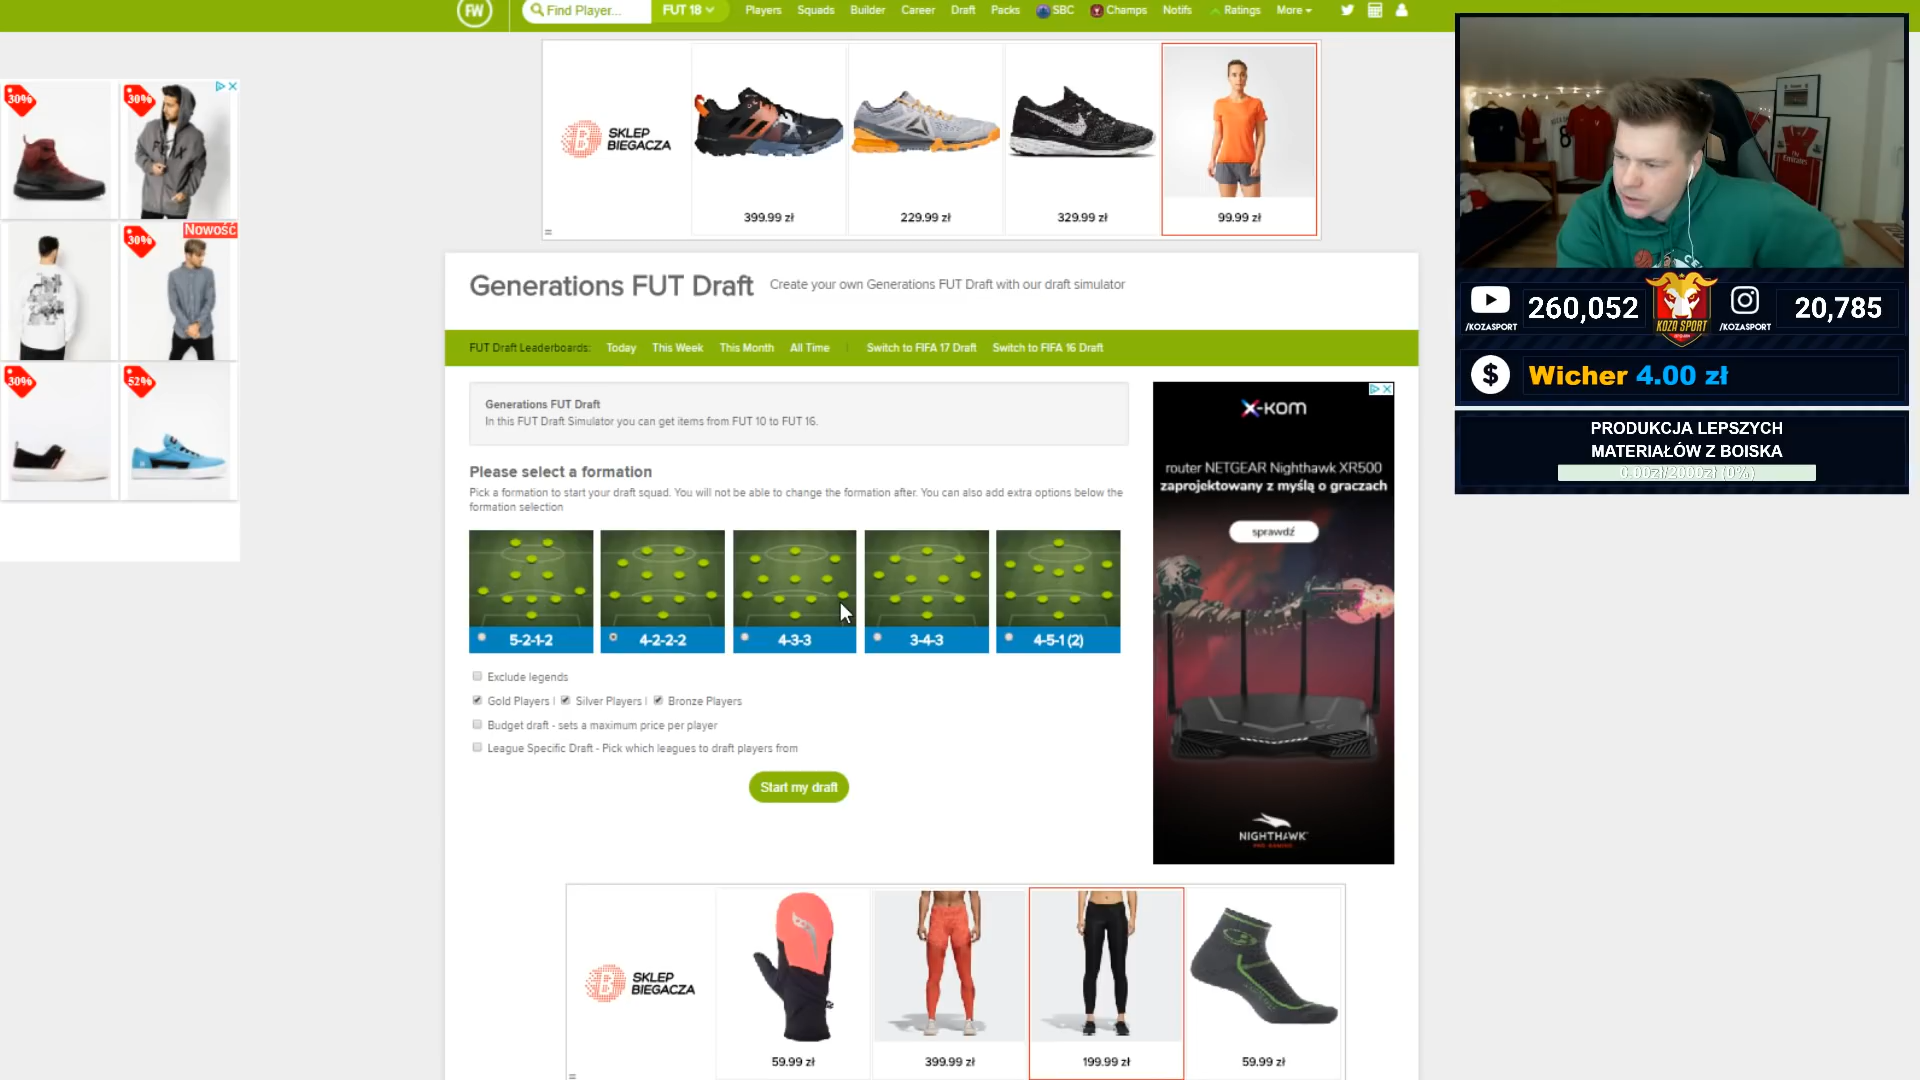 FW
Find Player...
FUT 18
Players
Squads
Builder
Career
Draft
Packs
SBC
Champs
Notifs
Ratings
More
30%
30%
Nowość
30%
30%
52%
SKLEP
BIEGACZA
399.99 zł
229.99 zł
329.99 zł
99.99 zł
Generations FUT Draft
Create your own Generations FUT Draft with our draft simulator
FUT Draft Leaderboards:
Today
This Week
This Month
All Time
Switch to FIFA 17 Draft
Switch to FIFA 16 Draft
Generations FUT Draft
In this FUT Draft Simulator you can get items from FUT 10 to FUT 16.
Please select a formation
Pick a formation to start your draft squad. You will not be able to change the formation after. You can also add extra options below the
formation selection
5-2-1-2
4-2-2-2
4-3-3
3-4-3
4-5-1 (2)
Exclude legends
Gold Players | Silver Players | Bronze Players
Budget draft - sets a maximum price per player
League Specific Draft - Pick which leagues to draft players from
Start my draft
x-kom
router NETGEAR Nighthawk XR500
zaprojektowany z myślą o graczach
sprawdź
NIGHTHAWK
PRO GAMING
SKLEP
BIEGACZA
59.99 zł
399.99 zł
199.99 zł
59.99 zł
/KOZASPORT
260,052
KOZA SPORT
/KOZASPORT
20,785
$
Wicher 4.00 zł
PRODUKCJA LEPSZYCH
MATERIAŁÓW Z BOISKA
0.00zł/2000zł (0%)